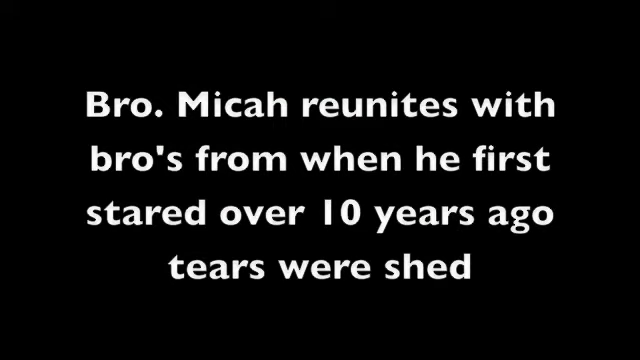 Bro. Micah reunites with
bro's from when he first
stared over 10 years ago
tears were shed